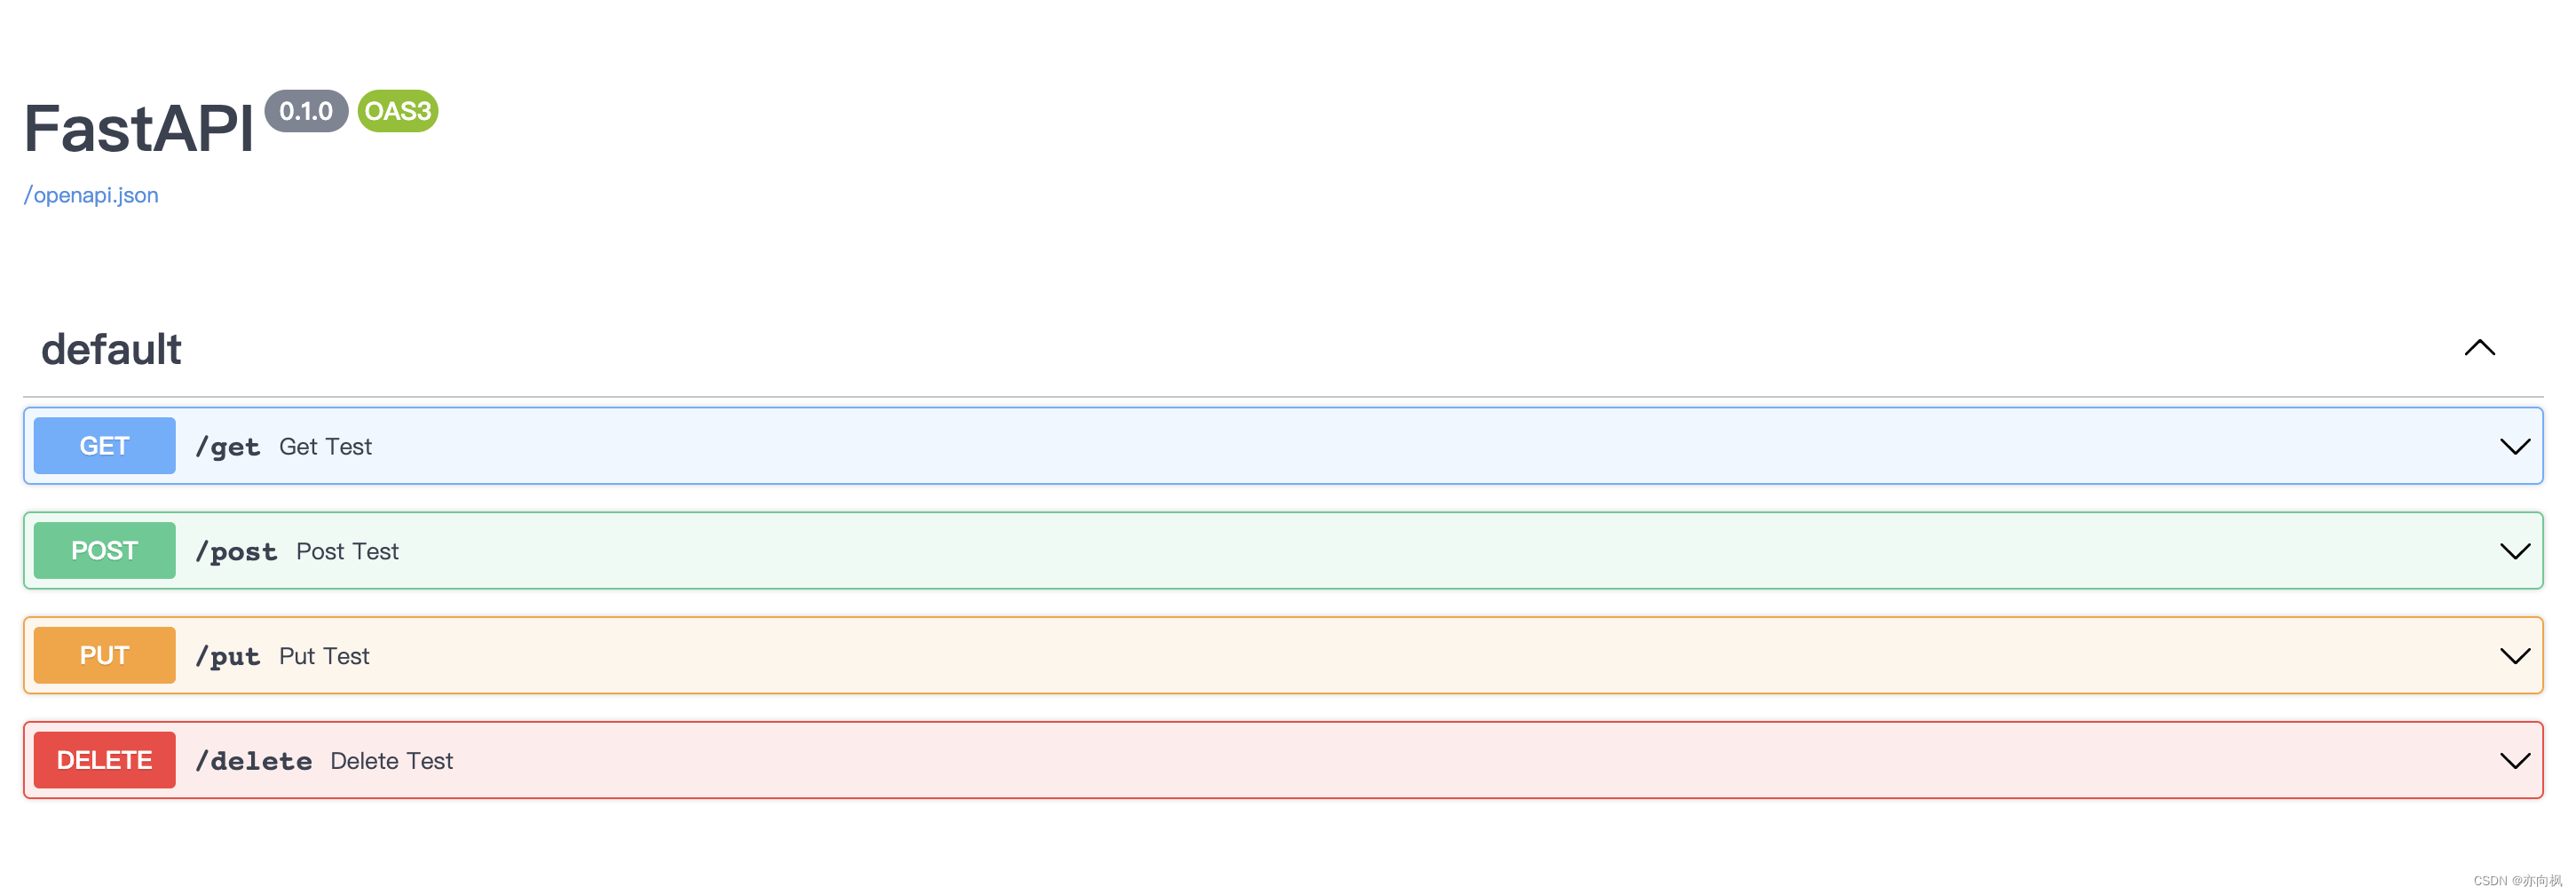 FastAPI 0.1.0 OAS3
/openapi.json
default
GET /get Get Test
POST /post Post Test
PUT /put Put Test
DELETE /delete Delete Test
CSDN @亦向枫